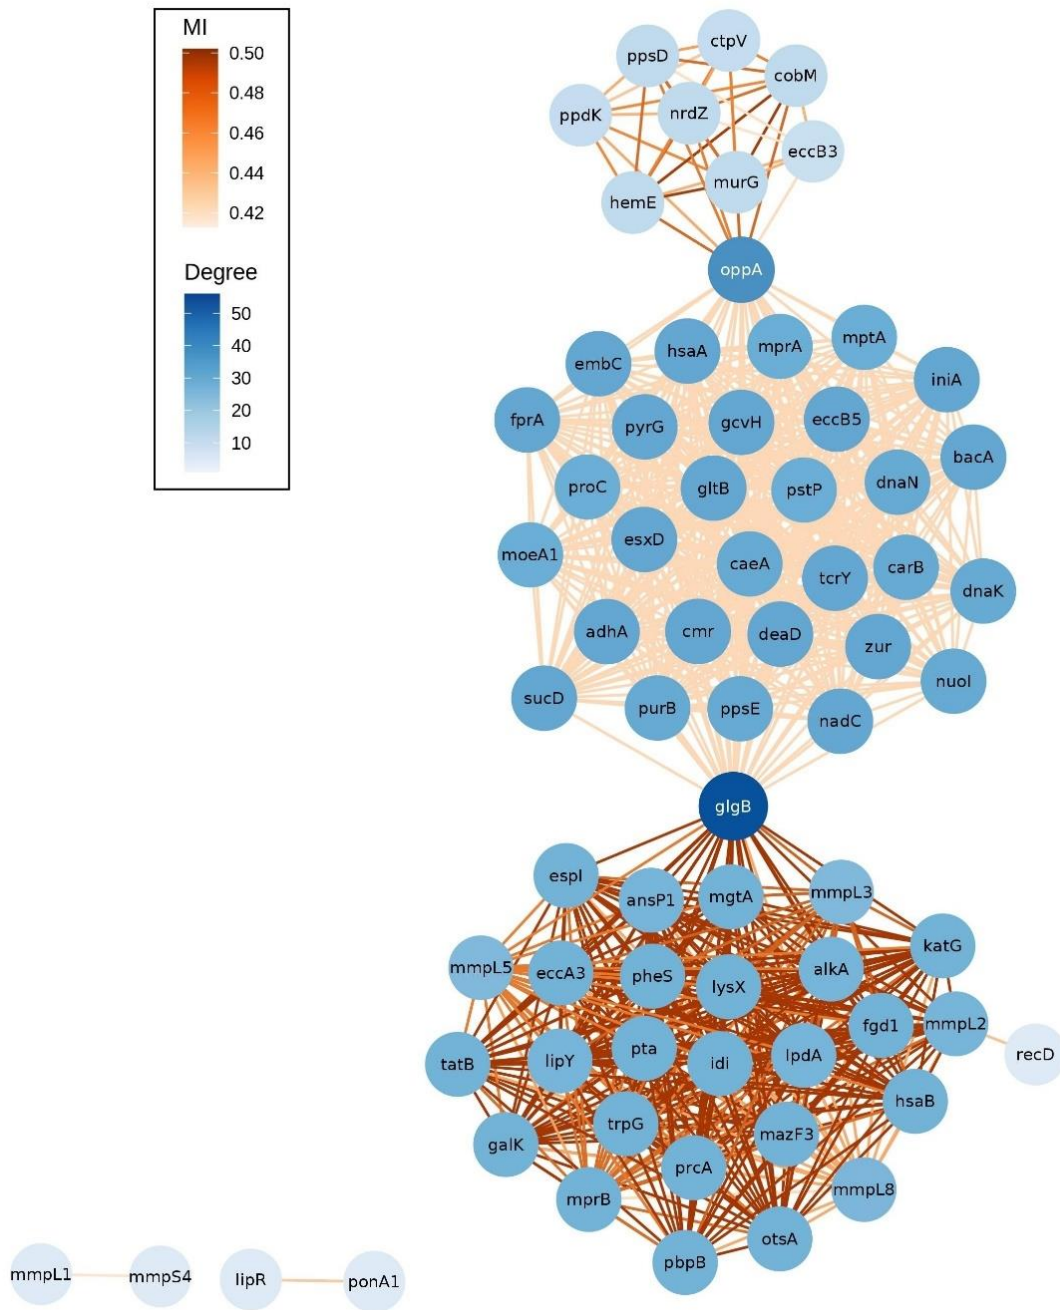 MI
0.50
0.48
0.46
0.44
0.42
Degree
50
40
30
20
10
ctpV
ppsD
cobM
ppdK
nrdZ
eccB3
murG
hemE
oppA
mptA
mprA
hsaA
embC
iniA
fprA
pyrG
gcvH
eccB5
bacA
proC
gltB
pstP
dnaN
esxD
moeA1
caeA
tcrY
carB
dnaK
adhA
cmr
deaD
zur
nuoI
sucD
purB
ppsE
nadC
glgB
espI
ansP1
mgtA
mmpL3
katG
mmpL5
eccA3
pheS
lysX
alkA
fgd1
mmpL2
recD
tatB
lipY
pta
idi
lpdA
hsaB
trpG
mazF3
galK
prcA
mprB
mmpL8
otsA
pbpB
mmpL1
mmpS4
lipR
ponA1